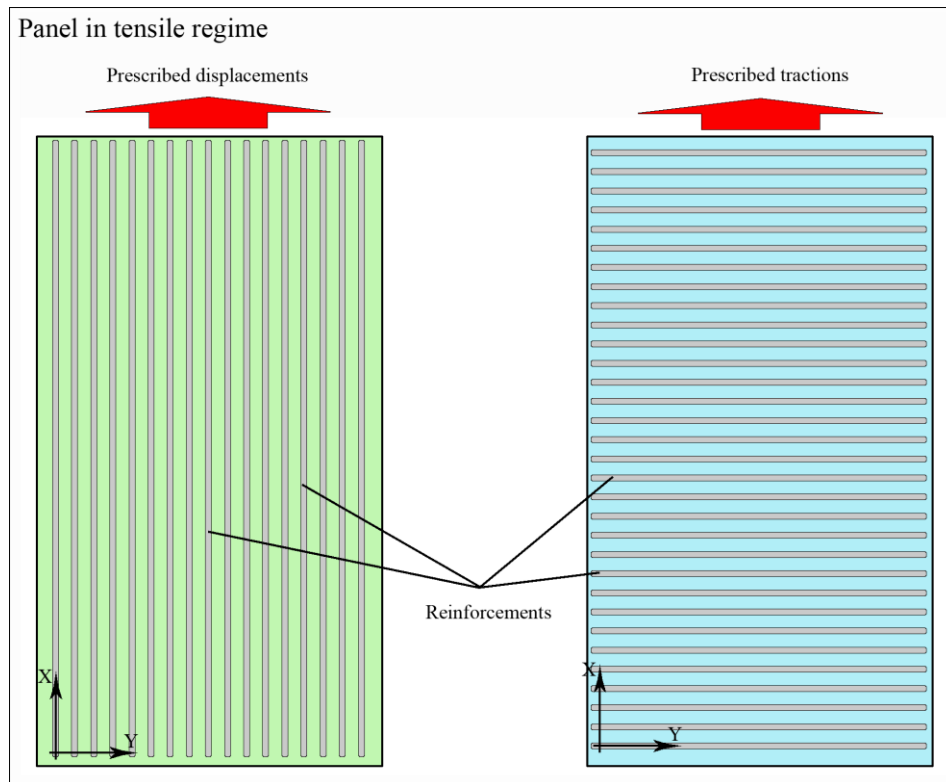 Panel in tensile regime
Prescribed displacements
Prescribed tractions
Reinforcements
X
Y
X
Y